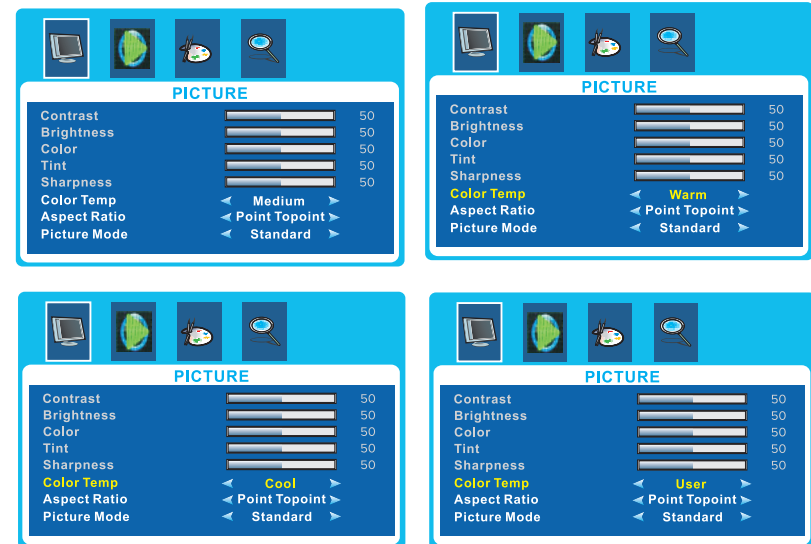 PICTURE
Contrast 50
Brightness 50
Color 50
Tint 50
Sharpness 50
Color Temp Medium
Aspect Ratio Point Topoint
Picture Mode Standard
PICTURE
Contrast 50
Brightness 50
Color 50
Tint 50
Sharpness 50
Color Temp Warm
Aspect Ratio Point Topoint
Picture Mode Standard
PICTURE
Contrast 50
Brightness 50
Color 50
Tint 50
Sharpness 50
Color Temp Cool
Aspect Ratio Point Topoint
Picture Mode Standard
PICTURE
Contrast 50
Brightness 50
Color 50
Tint 50
Sharpness 50
Color Temp User
Aspect Ratio Point Topoint
Picture Mode Standard